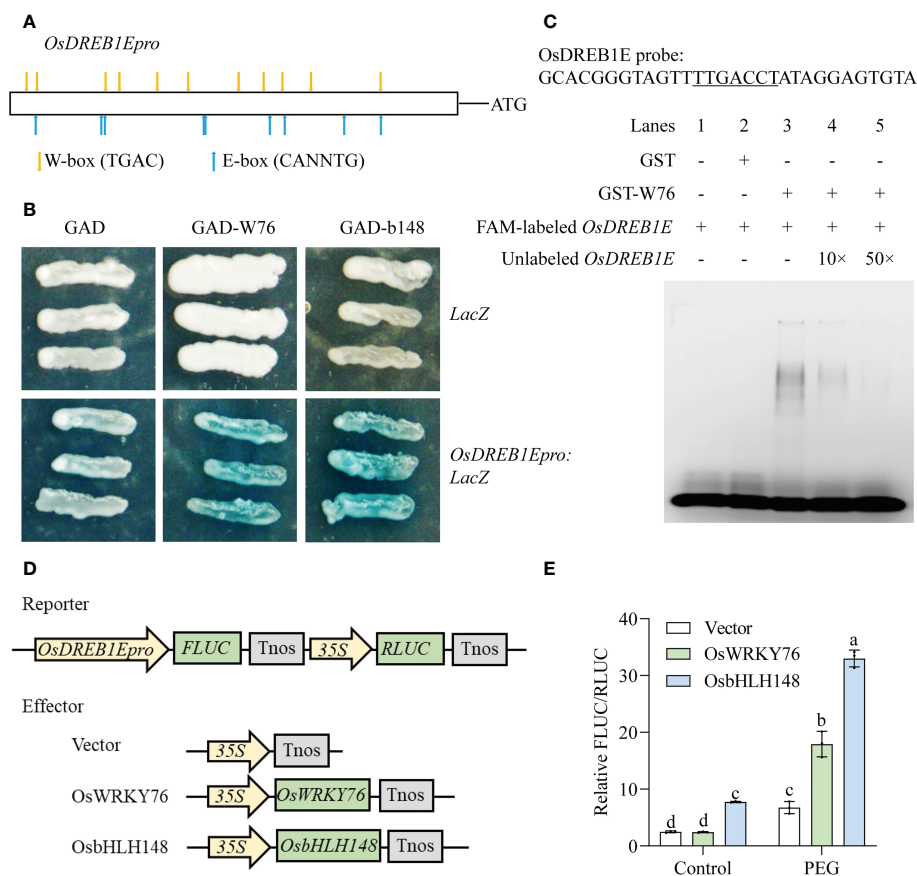 A
OsDREB1Epro
ATG
W-box (TGAC) E-box (CANNTG)
B
GAD GAD-W76 GAD-b148
LacZ
OsDREB1Epro:
LacZ
C
OsDREB1E probe:
GCACGGGTAGTTTTGACCTATAGGAGTGTA
Lanes 1 2 3 4 5
GST - + - - -
GST-W76 - - + + +
FAM-labeled OsDREB1E + + + + +
Unlabeled OsDREB1E - - - 10× 50×
D
Reporter
OsDREB1Epro FLUC Tnos 35S RLUC Tnos
Effector
Vector 35S Tnos
OsWRKY76 35S OsWRKY76 Tnos
OsbHLH148 35S OsbHLH148 Tnos
E
Relative FLUC/RLUC
40
30
20
10
0
Vector
OsWRKY76
OsbHLH148
d d c c b a
Control PEG